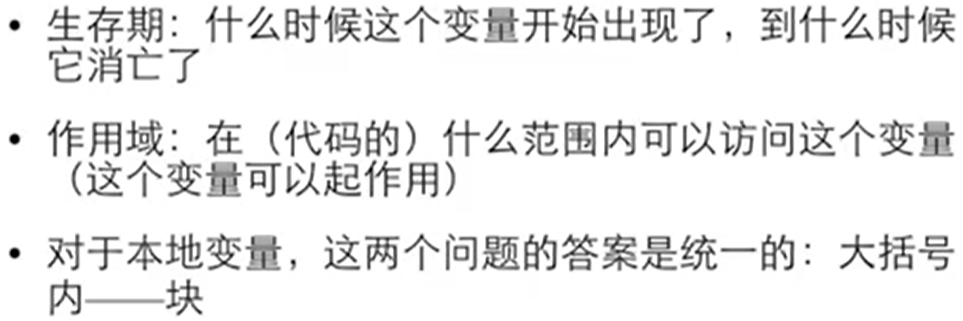 • 生存期：什么时候这个变量开始出现了，到什么时候
它消亡了
• 作用域：在（代码的）什么范围内可以访问这个变量
（这个变量可以起作用）
• 对于本地变量，这两个问题的答案是统一的：大括号
内——块